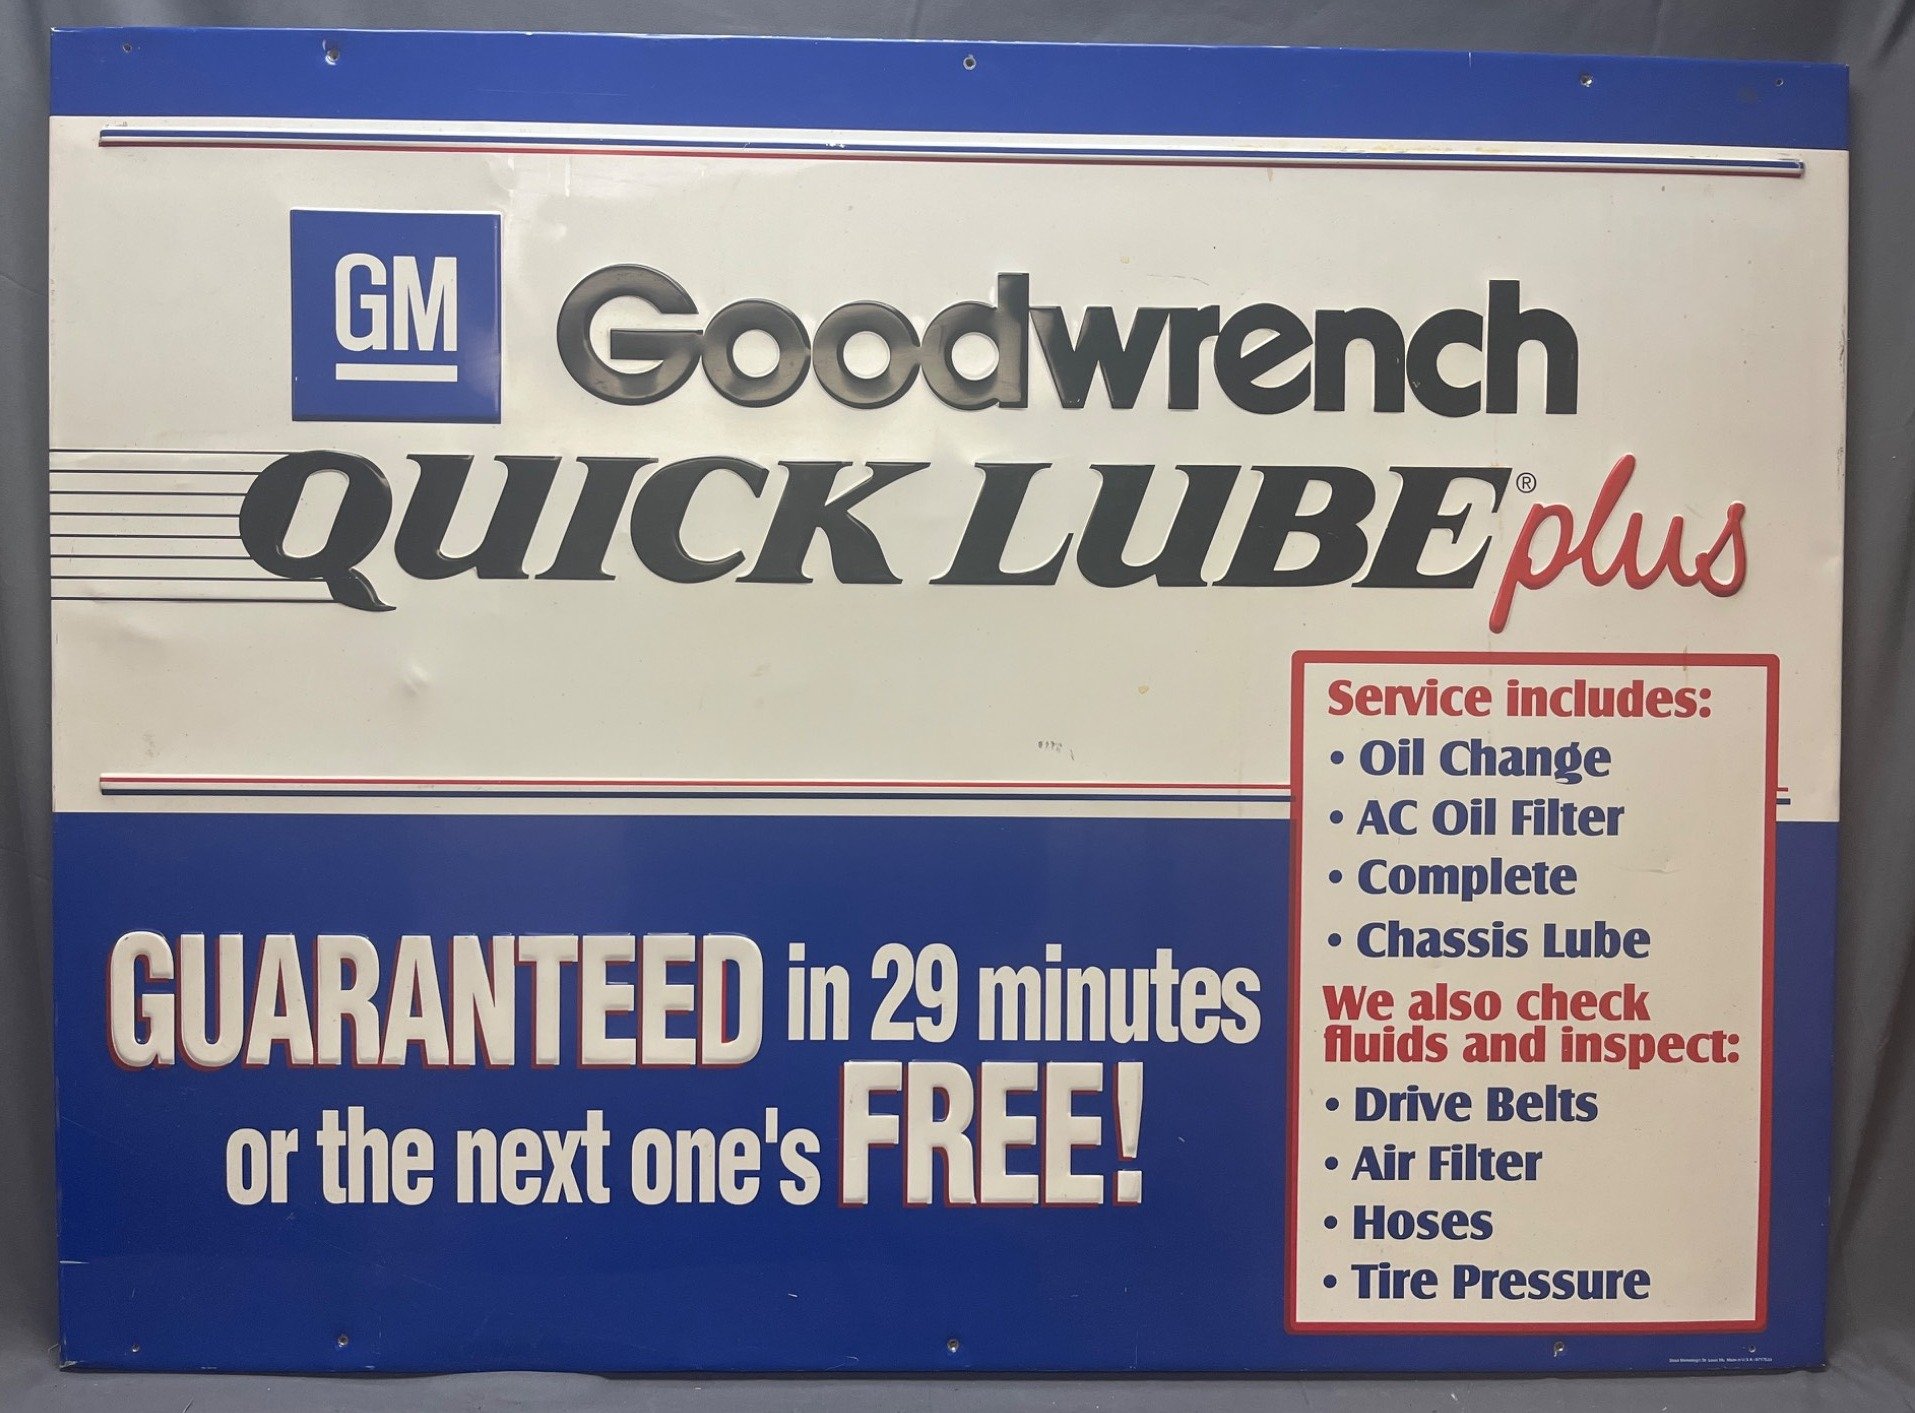 GM Goodwrench
QUICK LUBE® plus
GUARANTEED in 29 minutes
or the next one's FREE!
Service includes:
• Oil Change
• AC Oil Filter
• Complete
• Chassis Lube
We also check
fluids and inspect:
• Drive Belts
• Air Filter
• Hoses
• Tire Pressure